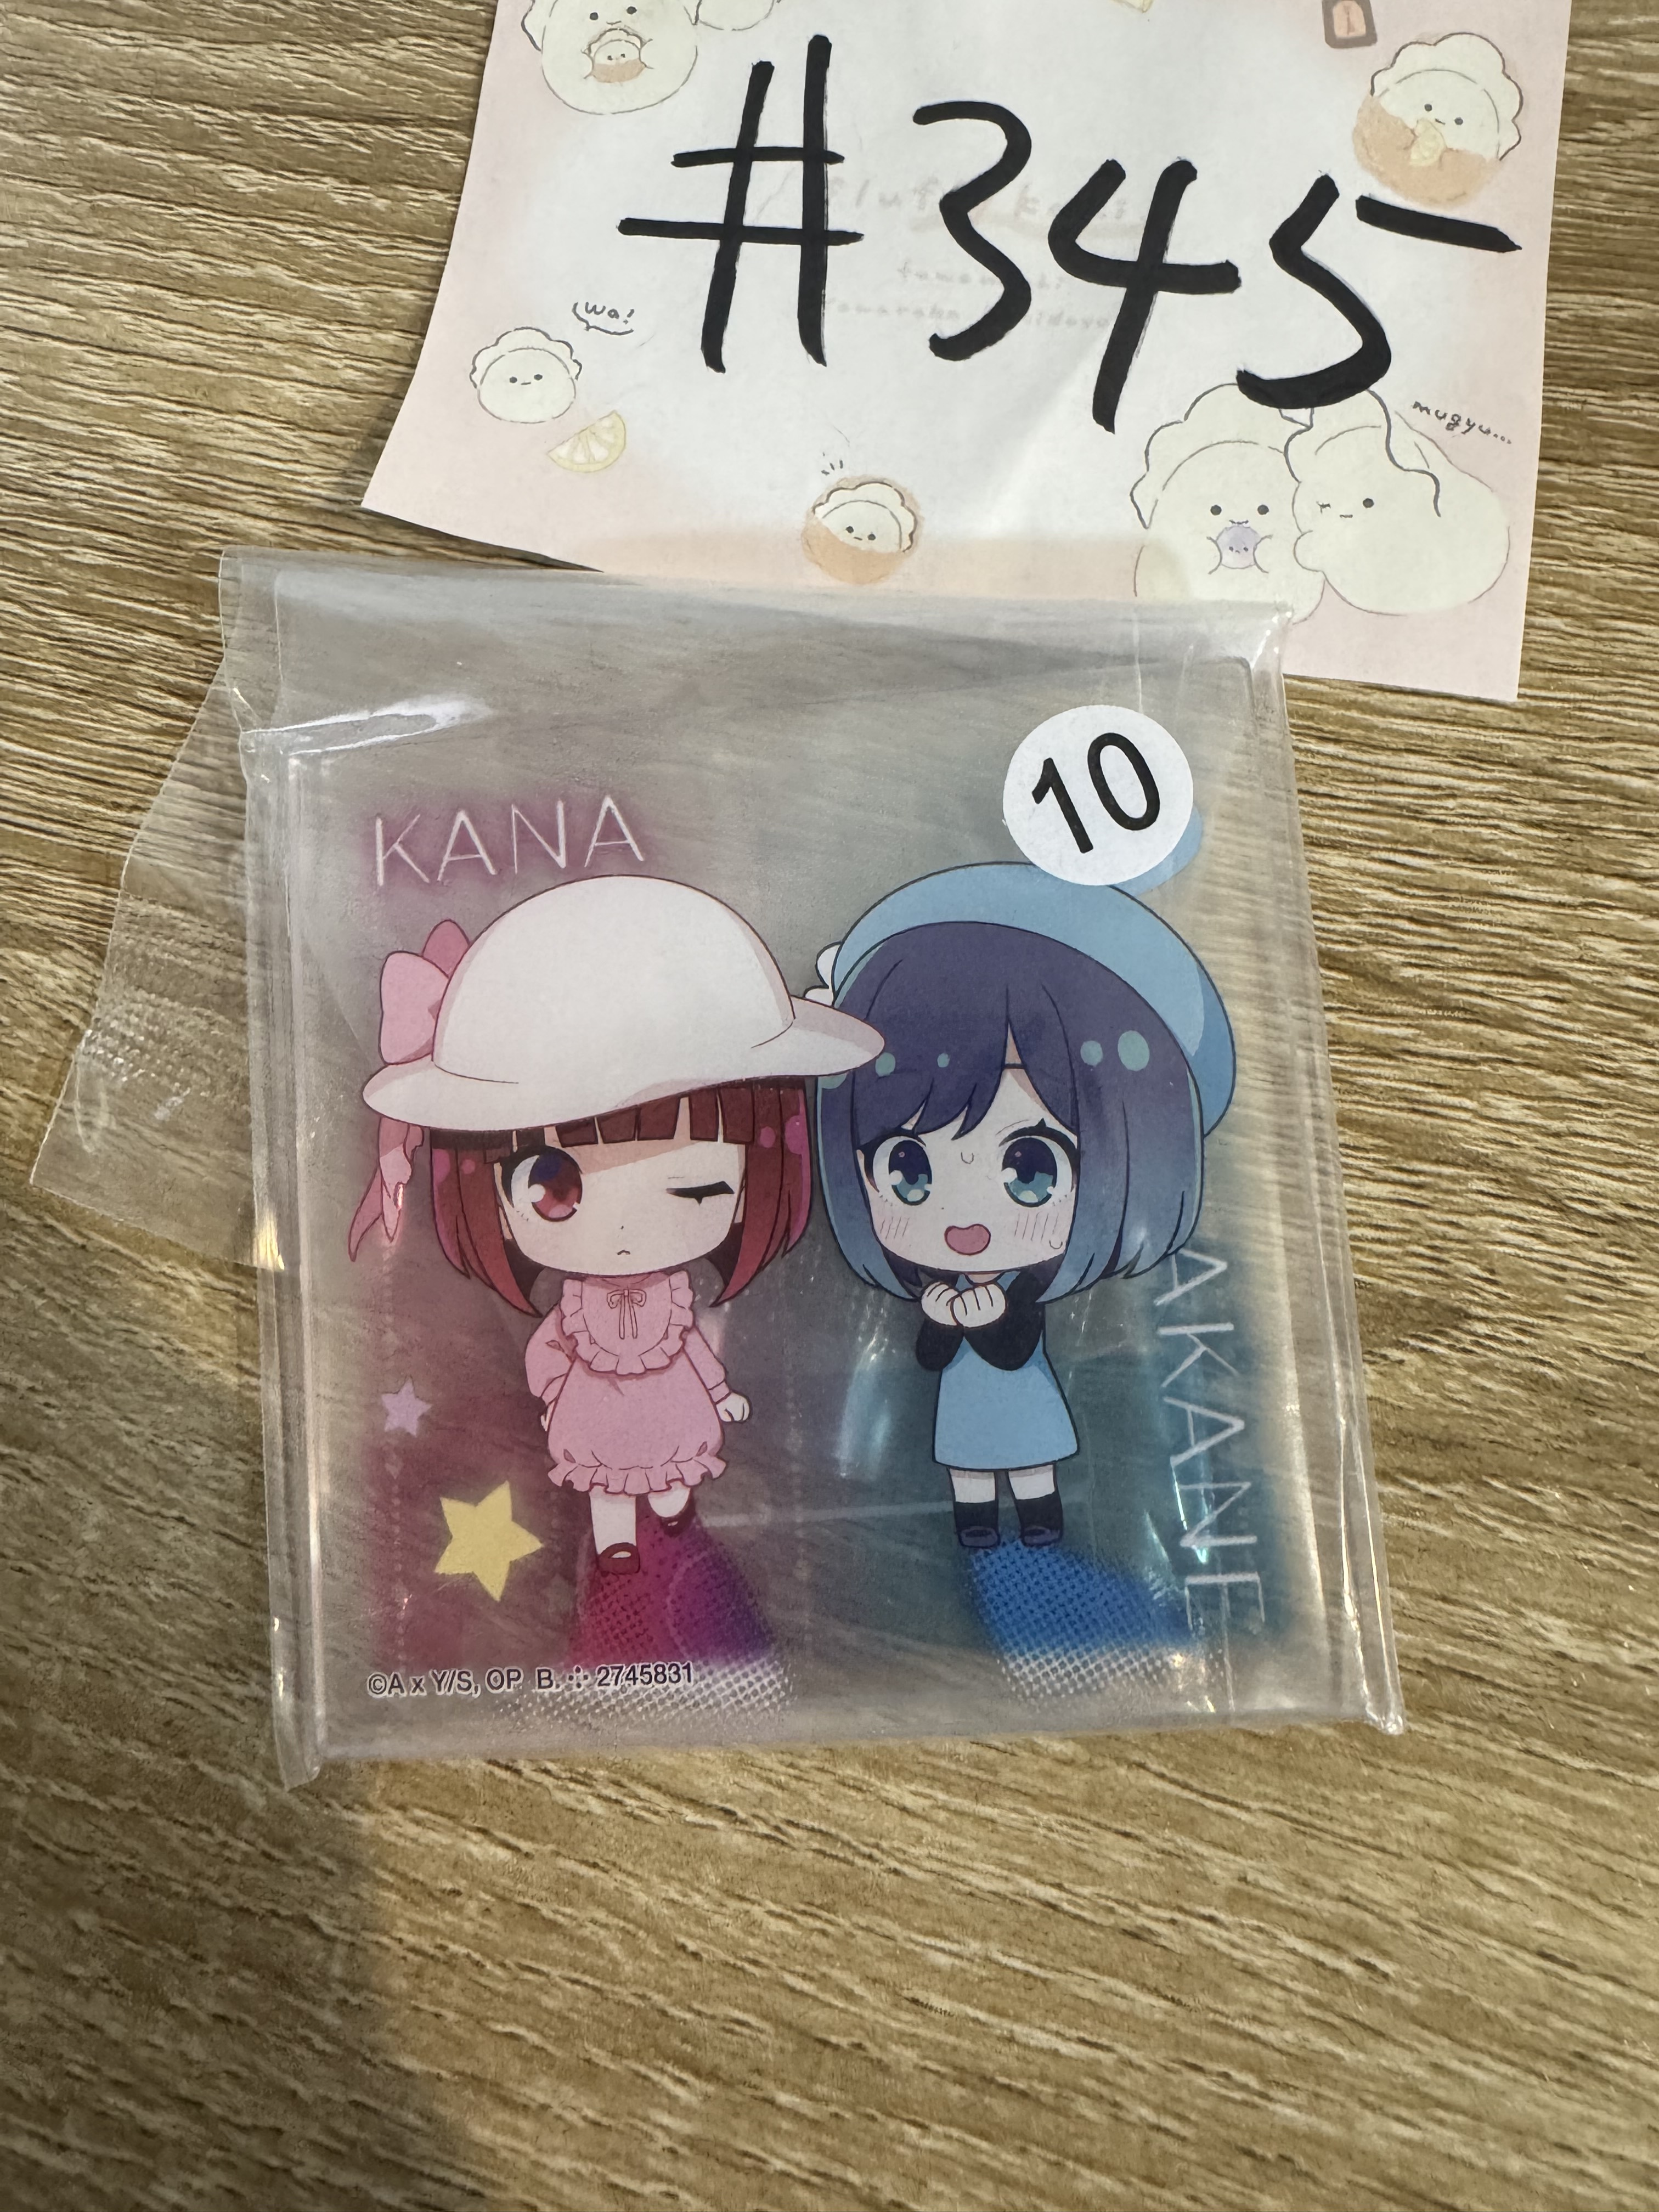 #345
wa!
mugyu...
10
KANA
AKANE
©A x Y/S, OP B. 2745831